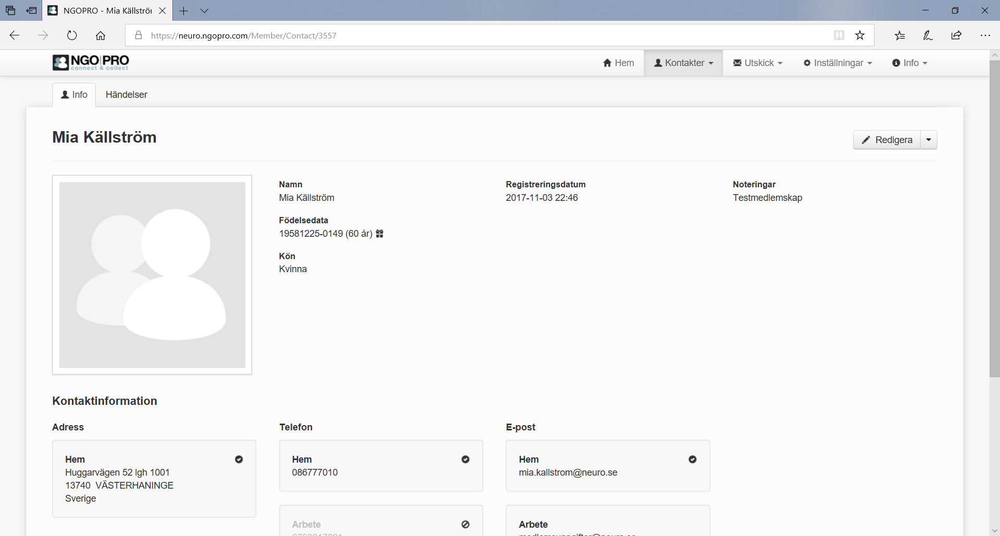 NGOPRO - Mia Källströr
https://neuro.ngopro.com/Member/Contact/3557
NGO|PRO
connect & collect
Hem
Kontakter
Utskick
Inställningar
Info
Info
Händelser
Mia Källström
Redigera
Namn
Mia Källström
Registreringsdatum
2017-11-03 22:46
Noteringar
Testmedlemskap
Födelsedata
19581225-0149 (60 år)
Kön
Kvinna
Kontaktinformation
Adress
Telefon
E-post
Hem
Huggarvägen 52 lgh 1001
13740 VÄSTERHANINGE
Sverige
Hem
086777010
Hem
mia.kallstrom@neuro.se
Arbete
Arbete